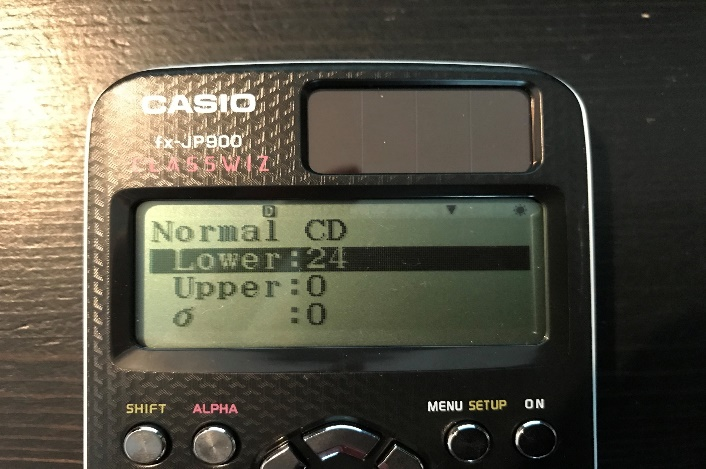 CASIO
fx-JP900
CLASSWIZ
D
Normal CD
Lower:24
Upper:0
σ :0
SHIFT
ALPHA
MENU SETUP
ON